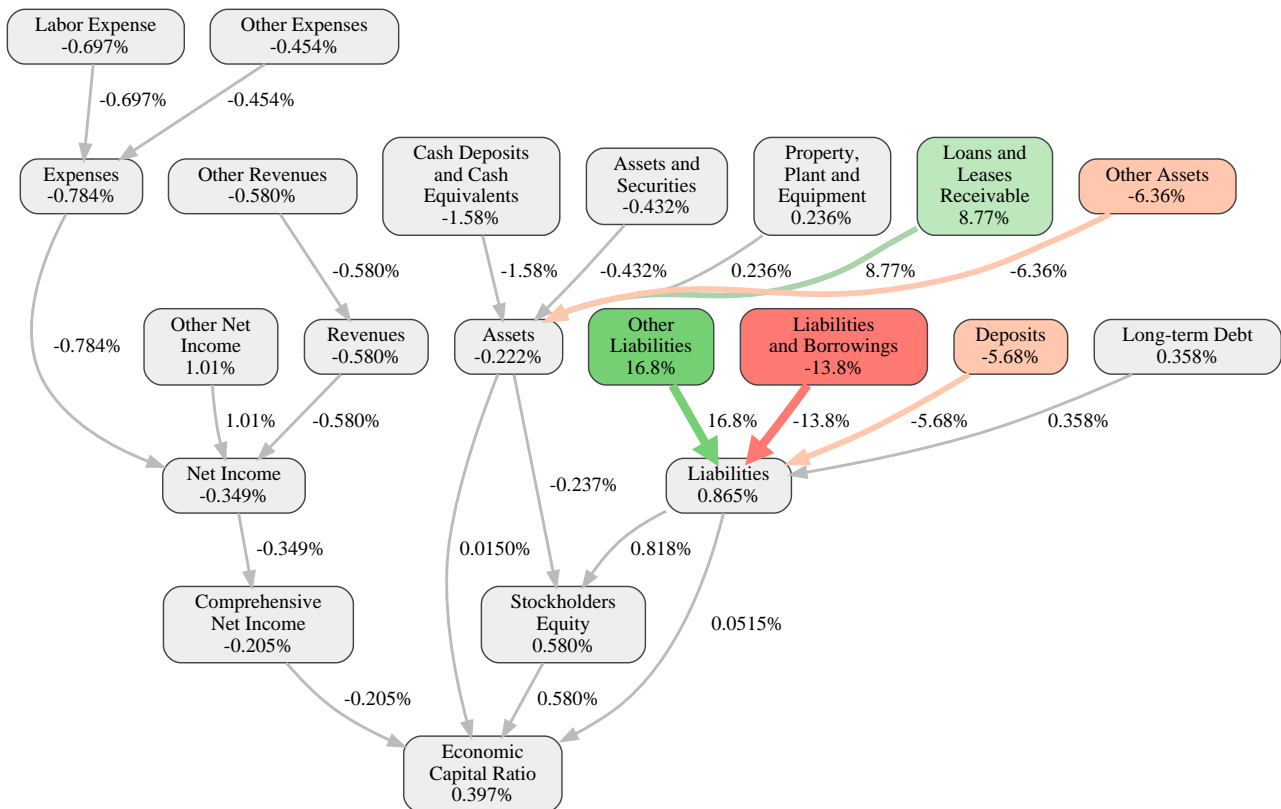 Labor Expense
-0.697%
Other Expenses
-0.454%
-0.697%
-0.454%
Expenses
-0.784%
Other Revenues
-0.580%
Cash Deposits
and Cash
Equivalents
-1.58%
Assets and
Securities
-0.432%
Property,
Plant and
Equipment
0.236%
Loans and
Leases
Receivable
8.77%
Other Assets
-6.36%
-0.580%
-1.58%
-0.432%
0.236%
8.77%
-6.36%
-0.784%
Other Net
Income
1.01%
Revenues
-0.580%
Assets
-0.222%
Other
Liabilities
16.8%
Liabilities
and Borrowings
-13.8%
Deposits
-5.68%
Long-term Debt
0.358%
1.01%
-0.580%
16.8%
-13.8%
-5.68%
0.358%
Net Income
-0.349%
-0.237%
Liabilities
0.865%
-0.349%
0.0150%
0.818%
Comprehensive
Net Income
-0.205%
Stockholders
Equity
0.580%
0.0515%
-0.205%
0.580%
Economic
Capital Ratio
0.397%